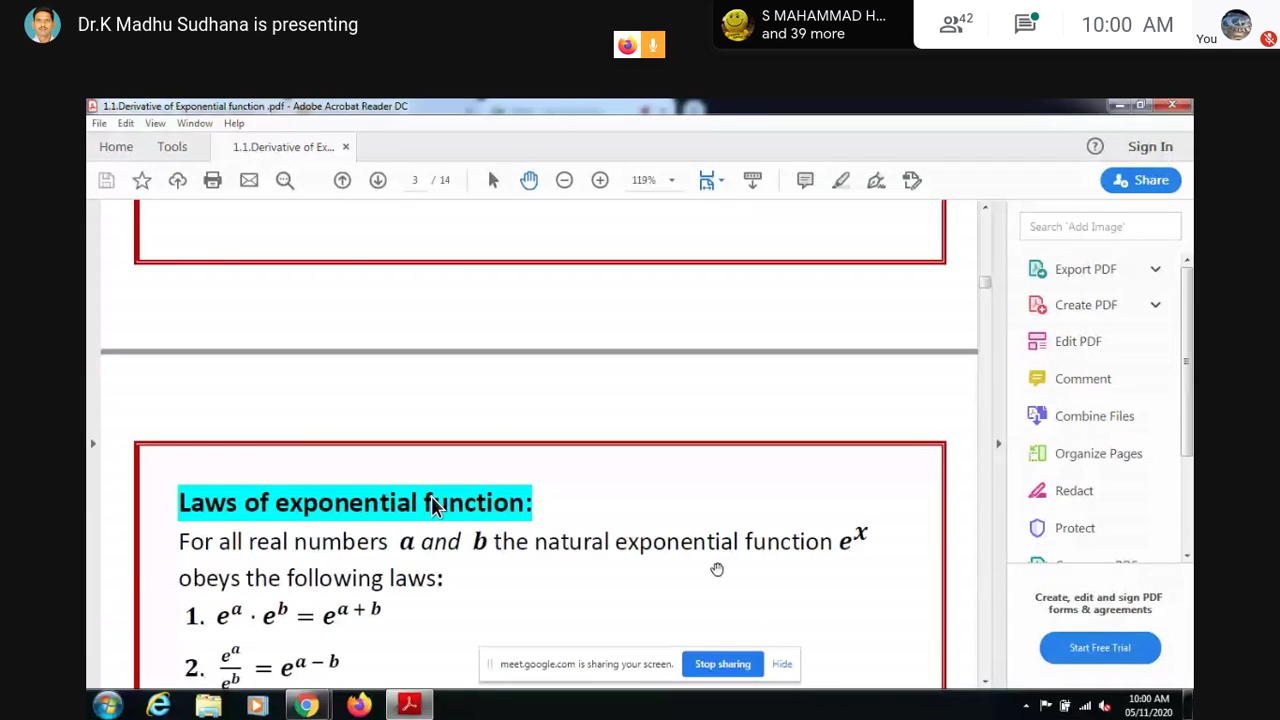 Dr.K Madhu Sudhana is presenting
S MAHAMMAD H...
and 39 more
42
10:00 AM
You
1.1.Derivative of Exponential function .pdf - Adobe Acrobat Reader DC
File Edit View Window Help
Home Tools 1.1.Derivative of Ex... × Sign In
3 / 14 119% Share
Search 'Add Image'
Export PDF
Create PDF
Edit PDF
Comment
Combine Files
Organize Pages
Redact
Protect
Create, edit and sign PDF
forms & agreements
Start Free Trial
Laws of exponential function:
For all real numbers a and b the natural exponential function e^x
obeys the following laws:
1. e^a · e^b = e^{a + b}
2. e^a / e^b = e^{a − b}
meet.google.com is sharing your screen. Stop sharing Hide
10:00 AM
05/11/2020